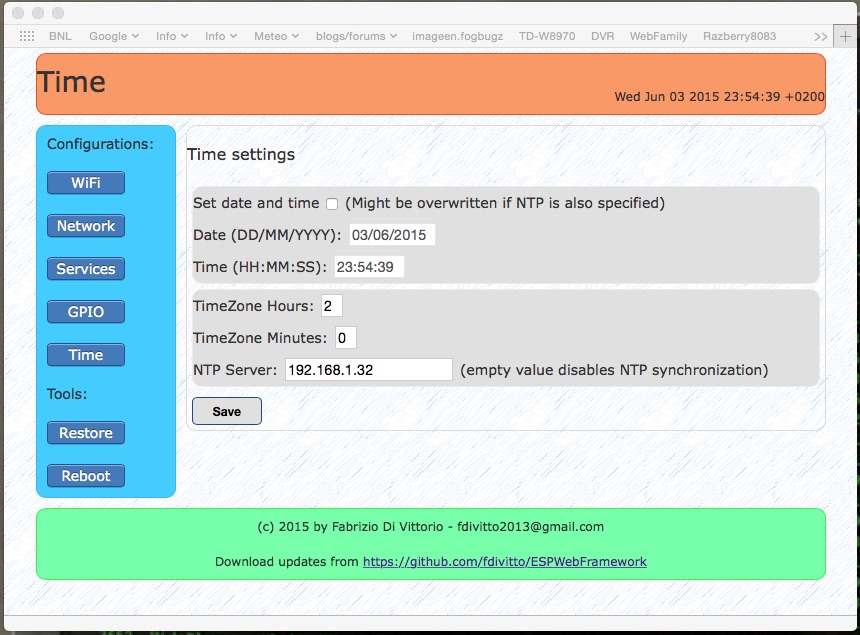 BNL Google Info Info Meteo blogs/forums imageen.fogbugz TD-W8970 DVR WebFamily Razberry8083 >> +
Time
Wed Jun 03 2015 23:54:39 +0200
Configurations:
WiFi
Network
Services
GPIO
Time
Tools:
Restore
Reboot
Time settings
Set date and time (Might be overwritten if NTP is also specified)
Date (DD/MM/YYYY): 03/06/2015
Time (HH:MM:SS): 23:54:39
TimeZone Hours: 2
TimeZone Minutes: 0
NTP Server: 192.168.1.32 (empty value disables NTP synchronization)
Save
(c) 2015 by Fabrizio Di Vittorio - fdivitto2013@gmail.com
Download updates from https://github.com/fdivitto/ESPWebFramework